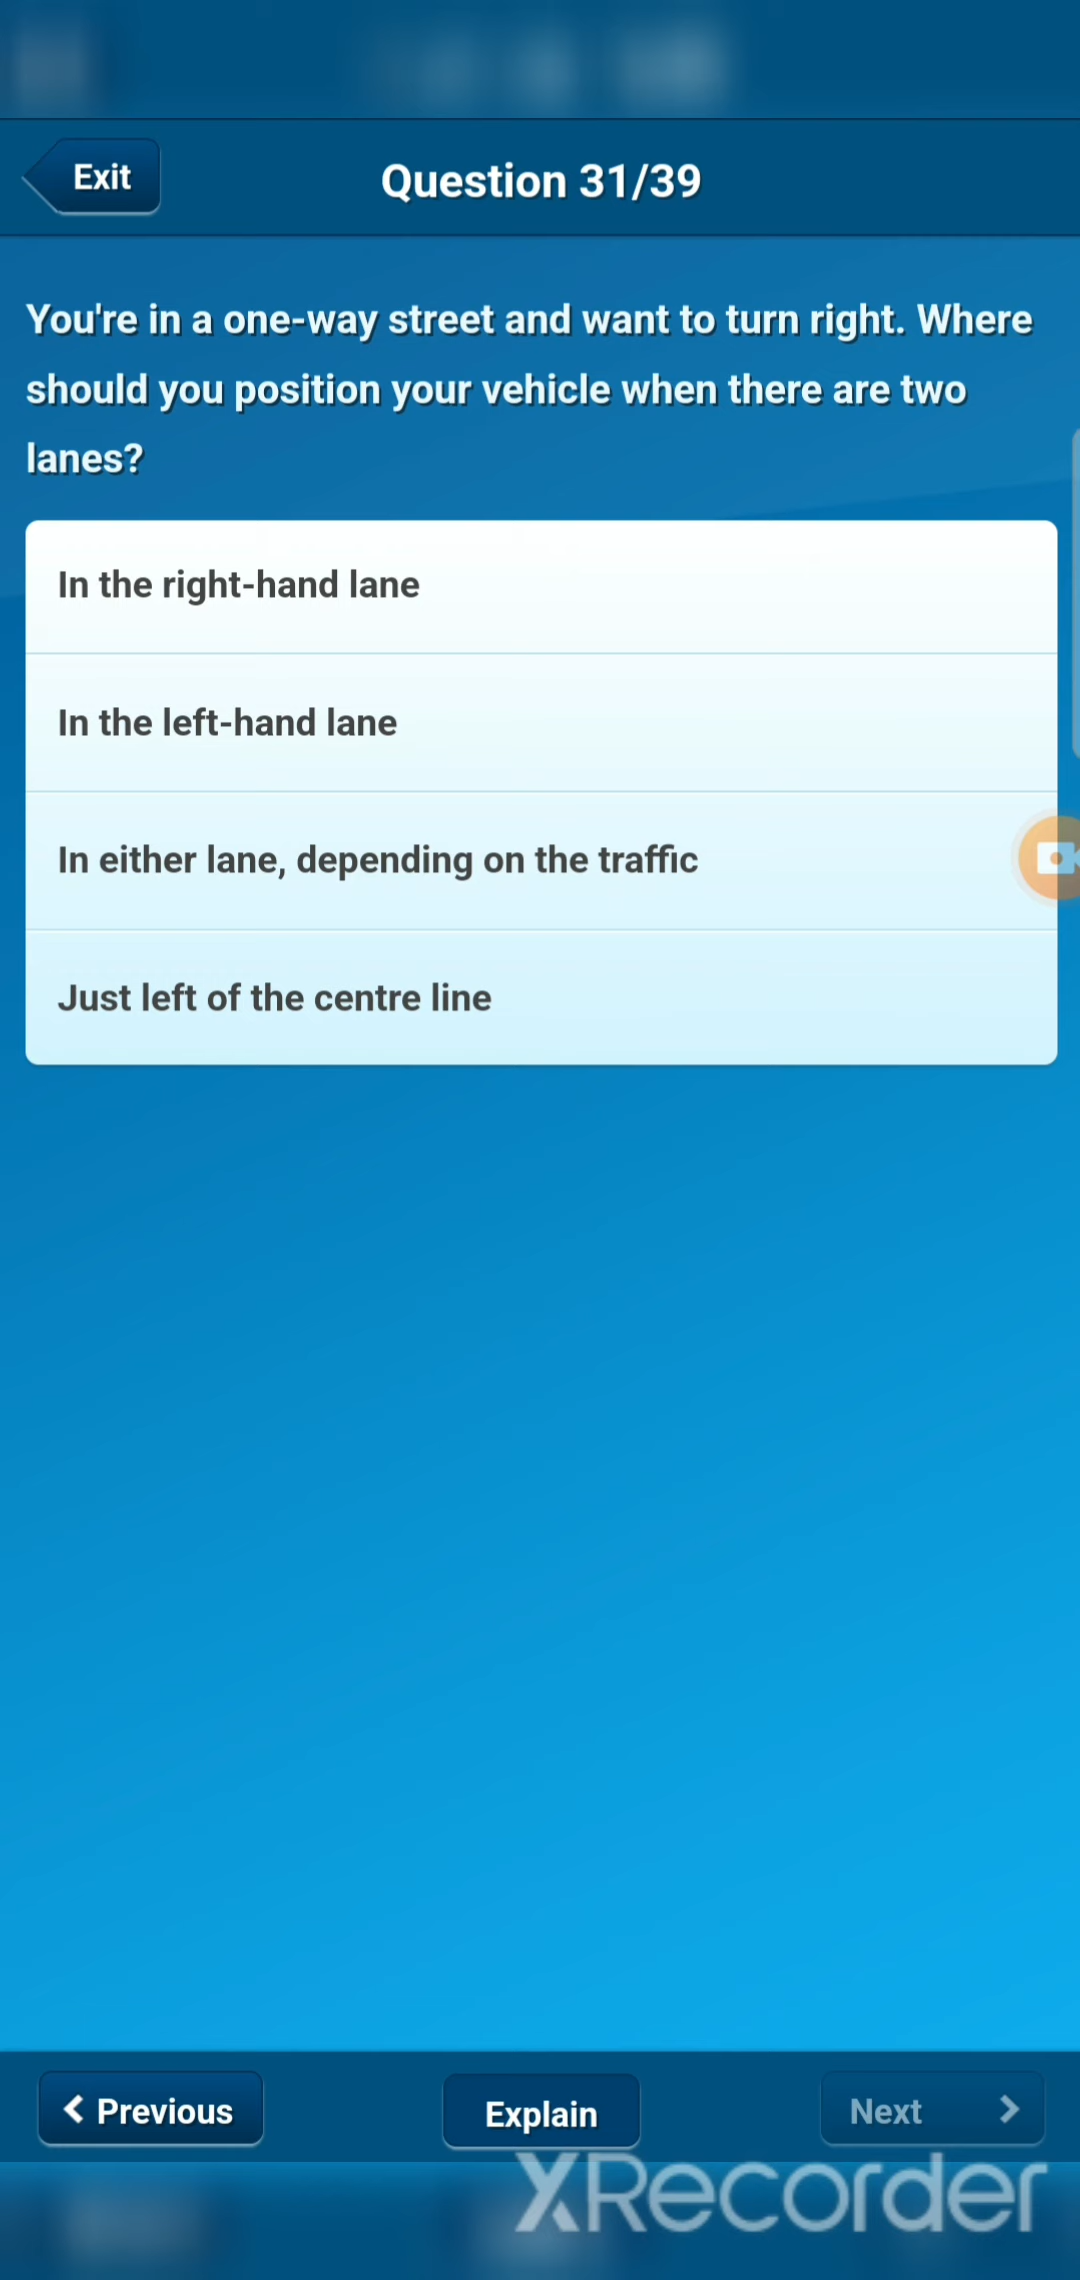 Exit
Question 31/39
You're in a one-way street and want to turn right. Where
should you position your vehicle when there are two
lanes?
In the right-hand lane
In the left-hand lane
In either lane, depending on the traffic
Just left of the centre line
Previous
Explain
Next
XRecorder